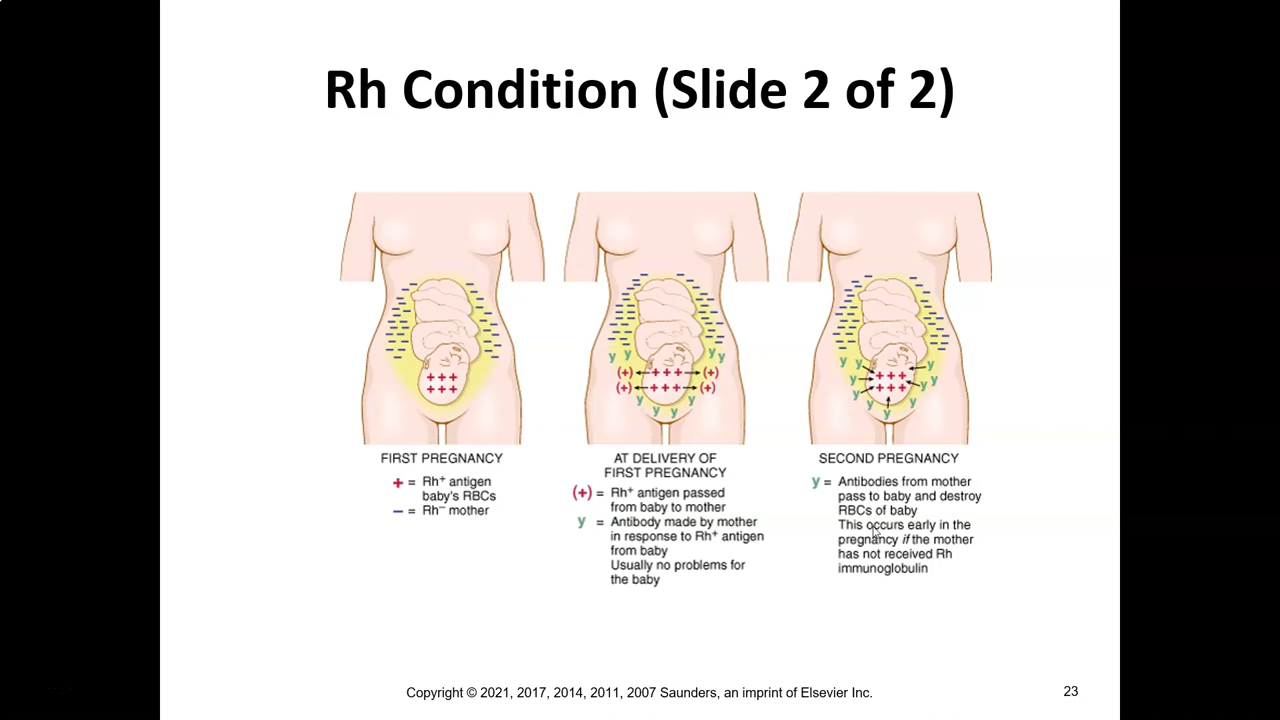 Rh Condition (Slide 2 of 2)
FIRST PREGNANCY
+ = Rh+ antigen
baby's RBCs
– = Rh– mother
AT DELIVERY OF
FIRST PREGNANCY
(+) = Rh+ antigen passed
from baby to mother
y = Antibody made by mother
in response to Rh+ antigen
from baby
Usually no problems for
the baby
SECOND PREGNANCY
y = Antibodies from mother
pass to baby and destroy
RBCs of baby
This occurs early in the
pregnancy if the mother
has not received Rh
immunoglobulin
Copyright © 2021, 2017, 2014, 2011, 2007 Saunders, an imprint of Elsevier Inc.
23